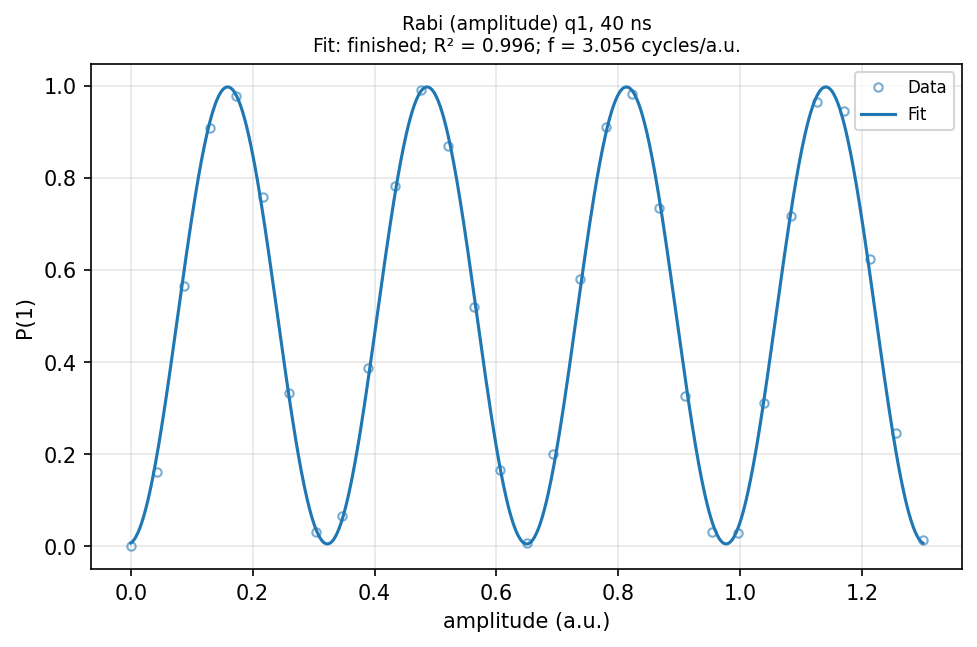 Rabi (amplitude) q1, 40 ns
Fit: finished; R² = 0.996; f = 3.056 cycles/a.u.
Data
Fit
P(1)
1.0
0.8
0.6
0.4
0.2
0.0
0.0 0.2 0.4 0.6 0.8 1.0 1.2
amplitude (a.u.)